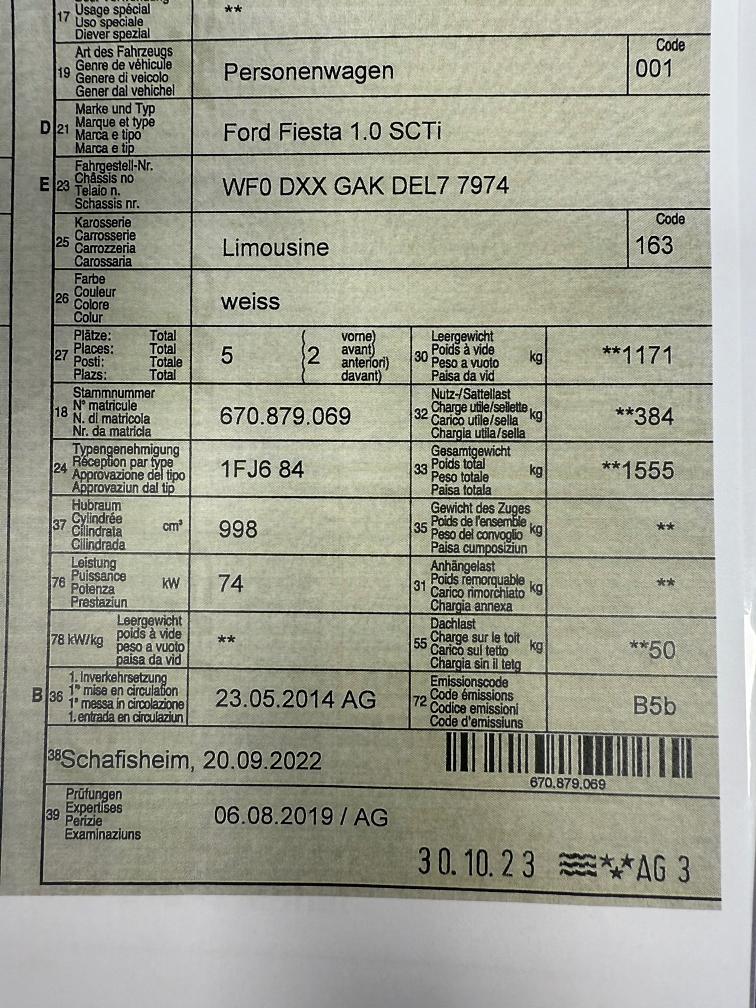 17 Usage spécial
Uso speciale
Diever spezial
**
19 Art des Fahrzeugs
Genre de véhicule
Genere di veicolo
Gener dal vehichel
Personenwagen
Code
001
D 21 Marke und Typ
Marque et type
Marca e tipo
Marca e tip
Ford Fiesta 1.0 SCTi
E 23 Fahrgestell-Nr.
Châssis no
Telaio n.
Schassis nr.
WF0 DXX GAK DEL7 7974
25 Karosserie
Carrosserie
Carrozzeria
Carossaria
Limousine
Code
163
26 Farbe
Couleur
Colore
Colur
weiss
27 Plätze: Total
Places: Total
Posti: Totale
Plazs: Total
5 ( 2 vorne)
avant)
anteriori)
davant)
30 Leergewicht
Poids à vide
Peso a vuoto
Paisa da vid
kg
**1171
18 Stammnummer
N° matricule
N. di matricola
Nr. da matricla
670.879.069
32 Nutz-/Sattellast
Charge utile/sellette
Carico utile/sella
Chargia utila/sella
kg
**384
24 Typengenehmigung
Réception par type
Approvazione del tipo
Approvaziun dal tip
1FJ6 84
33 Gesamtgewicht
Poids total
Peso totale
Paisa totala
kg
**1555
37 Hubraum
Cylindrée
Cilindrata
Cilindrada
cm³
998
35 Gewicht des Zuges
Poids de l'ensemble
Peso del convoglio
Paisa cumposiziun
kg
**
76 Leistung
Puissance
Potenza
Prestaziun
kW
74
31 Anhängelast
Poids remorquable
Carico rimorchiato
Chargia annexa
kg
**
78 kW/kg Leergewicht
poids à vide
peso a vuoto
paisa da vid
**
55 Dachlast
Charge sur le toit
Carico sul tetto
Chargia sin il tetg
kg
**50
B 36 1. Inverkehrsetzung
1re mise en circulation
1a messa in circolazione
1. entrada en circulaziun
23.05.2014 AG
72 Emissionscode
Code émissions
Codice emissioni
Code d'emissiuns
B5b
38 Schafisheim, 20.09.2022
670.879.069
39 Prüfungen
Expertises
Perizie
Examinaziuns
06.08.2019 / AG
30.10.23 AG 3